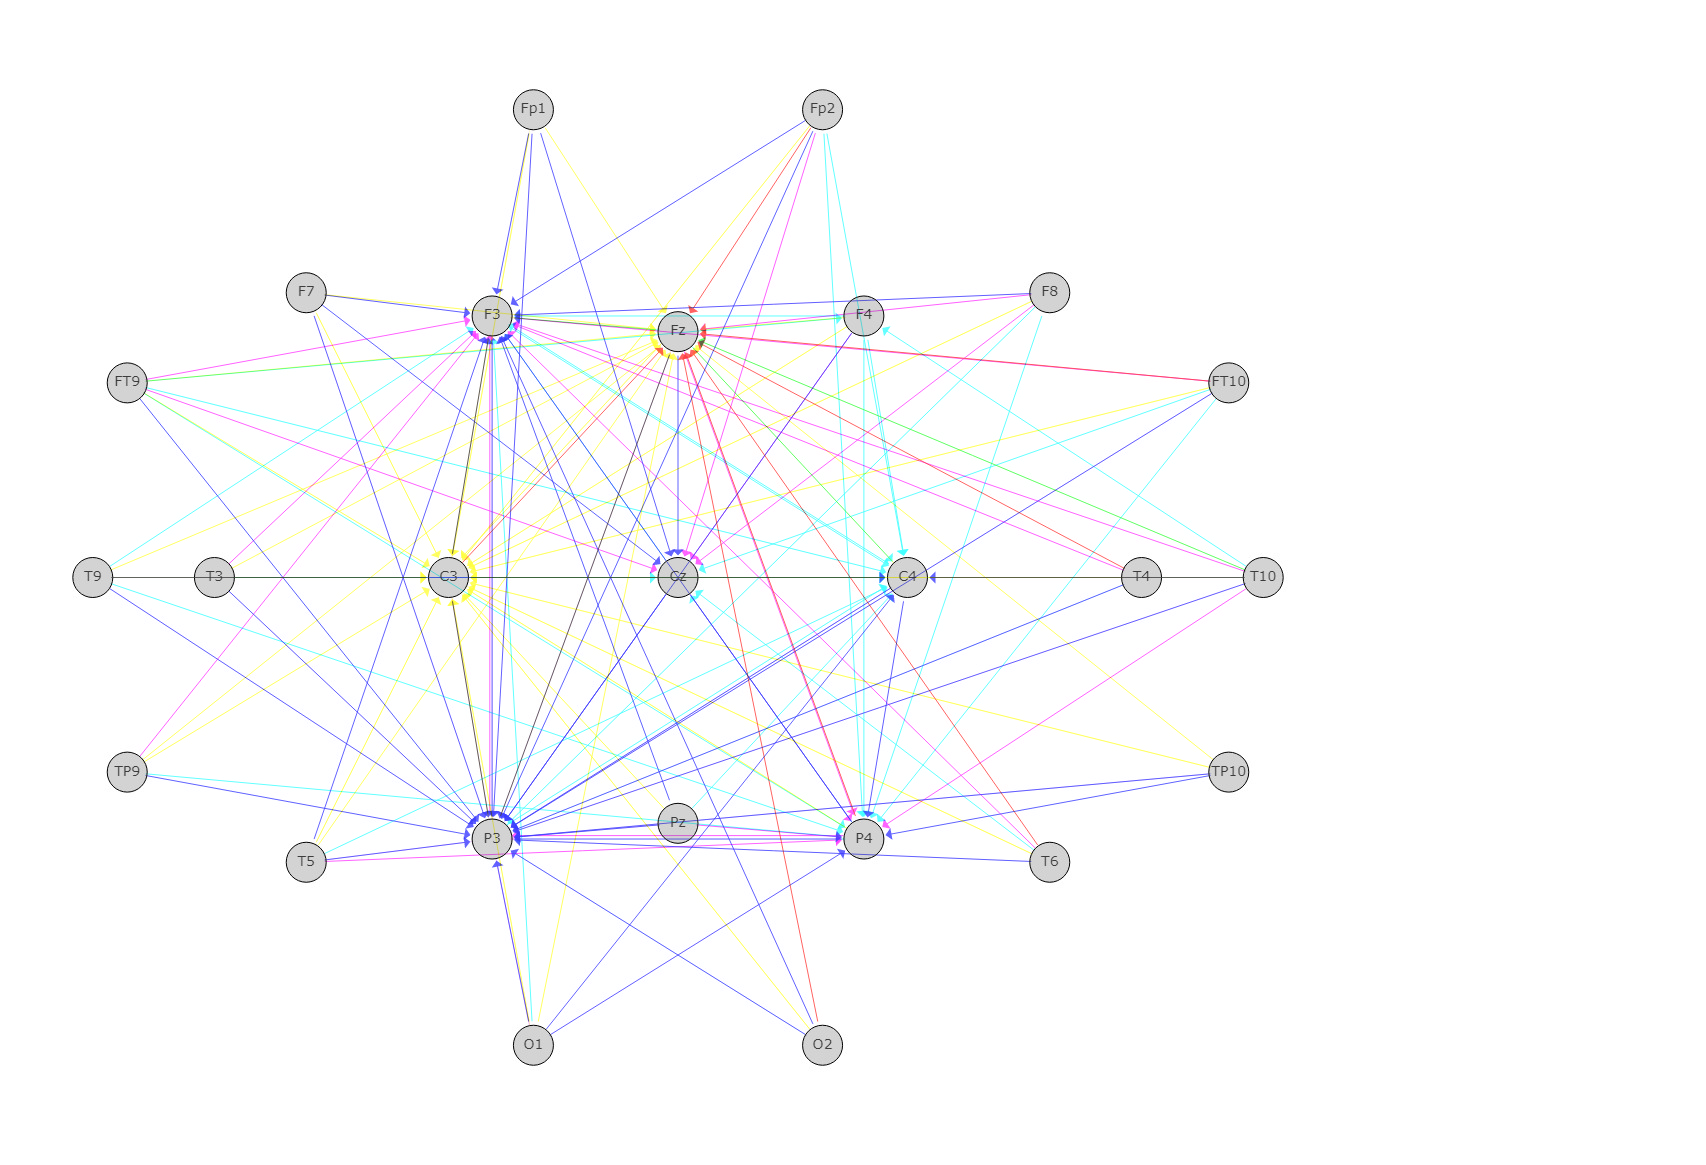 Fp1 Fp2
F7 F3 Fz F4 F8
FT9 FT10
T9 T3 C3 Cz C4 T4 T10
TP9 TP10
T5 P3 Pz P4 T6
O1 O2